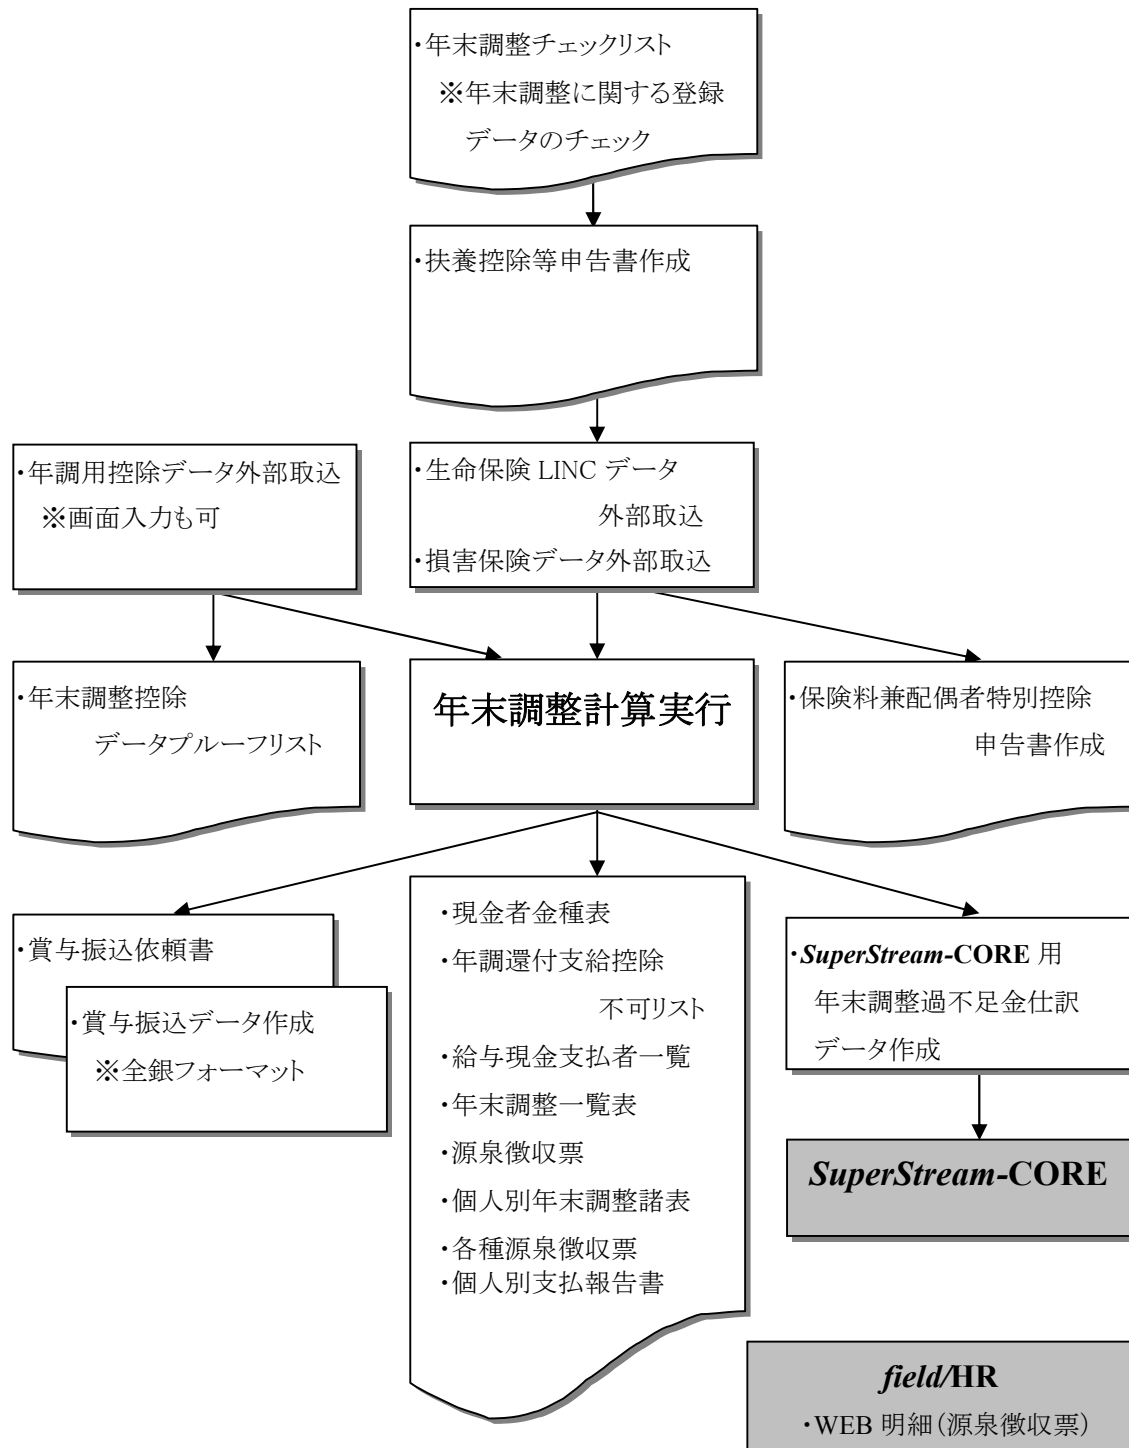 ・年末調整チェックリスト
※年末調整に関する登録
データのチェック
・扶養控除等申告書作成
・年調用控除データ外部取込
※画面入力も可
・生命保険 LINC データ
外部取込
・損害保険データ外部取込
・年末調整控除
データプルーフリスト
年末調整計算実行
・保険料兼配偶者特別控除
申告書作成
・賞与振込依頼書
・賞与振込データ作成
※全銀フォーマット
・現金者金種表
・年調還付支給控除
不可リスト
・給与現金支払者一覧
・年末調整一覧表
・源泉徴収票
・個人別年末調整諸表
・各種源泉徴収票
・個人別支払報告書
・SuperStream-CORE 用
年末調整過不足金仕訳
データ作成
SuperStream-CORE
field/HR
・WEB 明細(源泉徴収票)